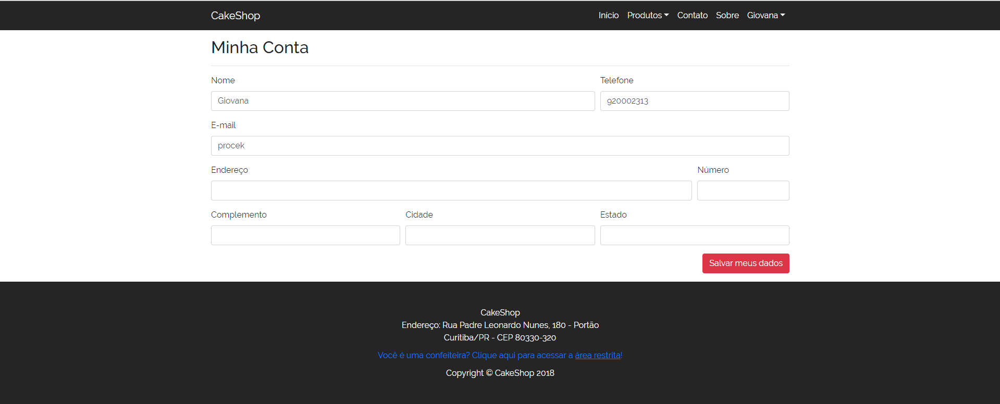 CakeShop Início Produtos Contato Sobre Giovana
Minha Conta
Nome Telefone
Giovana 920002313
E-mail
procek
Endereço Número
Complemento Cidade Estado
Salvar meus dados
CakeShop
Endereço: Rua Padre Leonardo Nunes, 180 - Portão
Curitiba/PR - CEP 80330-320
Você é uma confeiteira? Clique aqui para acessar a área restrita!
Copyright © CakeShop 2018